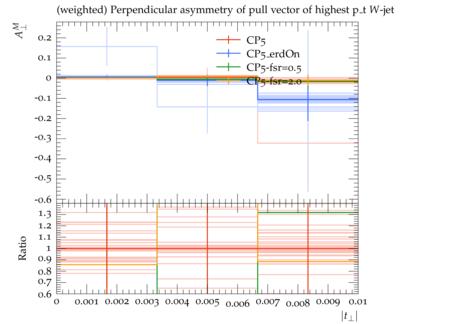 (weighted) Perpendicular asymmetry of pull vector of highest p_t W-jet
A^M_⊥
0.2
0.1
0
-0.1
-0.2
-0.3
-0.4
-0.5
-0.6
CP5
CP5_erdOn
CP5-fsr=0.5
CP5-fsr=2.0
Ratio
1.3
1.2
1.1
1
0.9
0.8
0.7
0.6
0 0.001 0.002 0.003 0.004 0.005 0.006 0.007 0.008 0.009 0.01
|t_⊥|